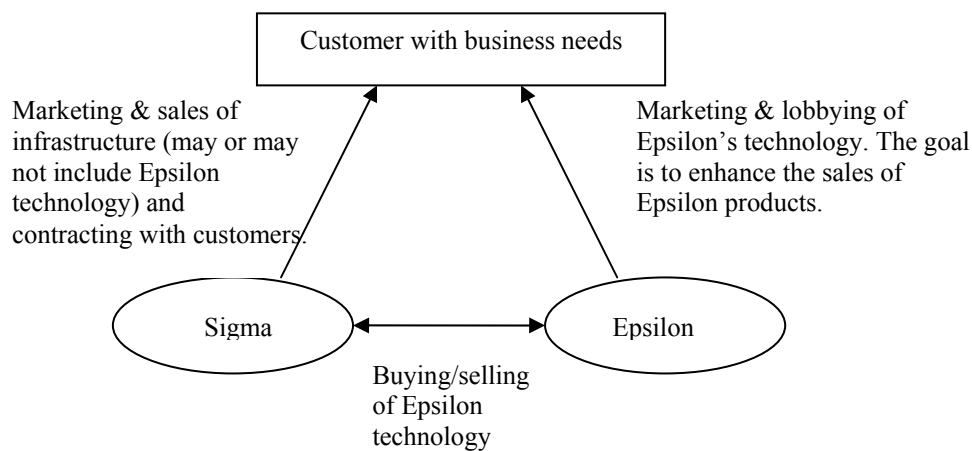 Customer with business needs
Marketing & sales of
infrastructure (may or may
not include Epsilon
technology) and
contracting with customers.
Marketing & lobbying of
Epsilon’s technology. The goal
is to enhance the sales of
Epsilon products.
Sigma
Epsilon
Buying/selling
of Epsilon
technology